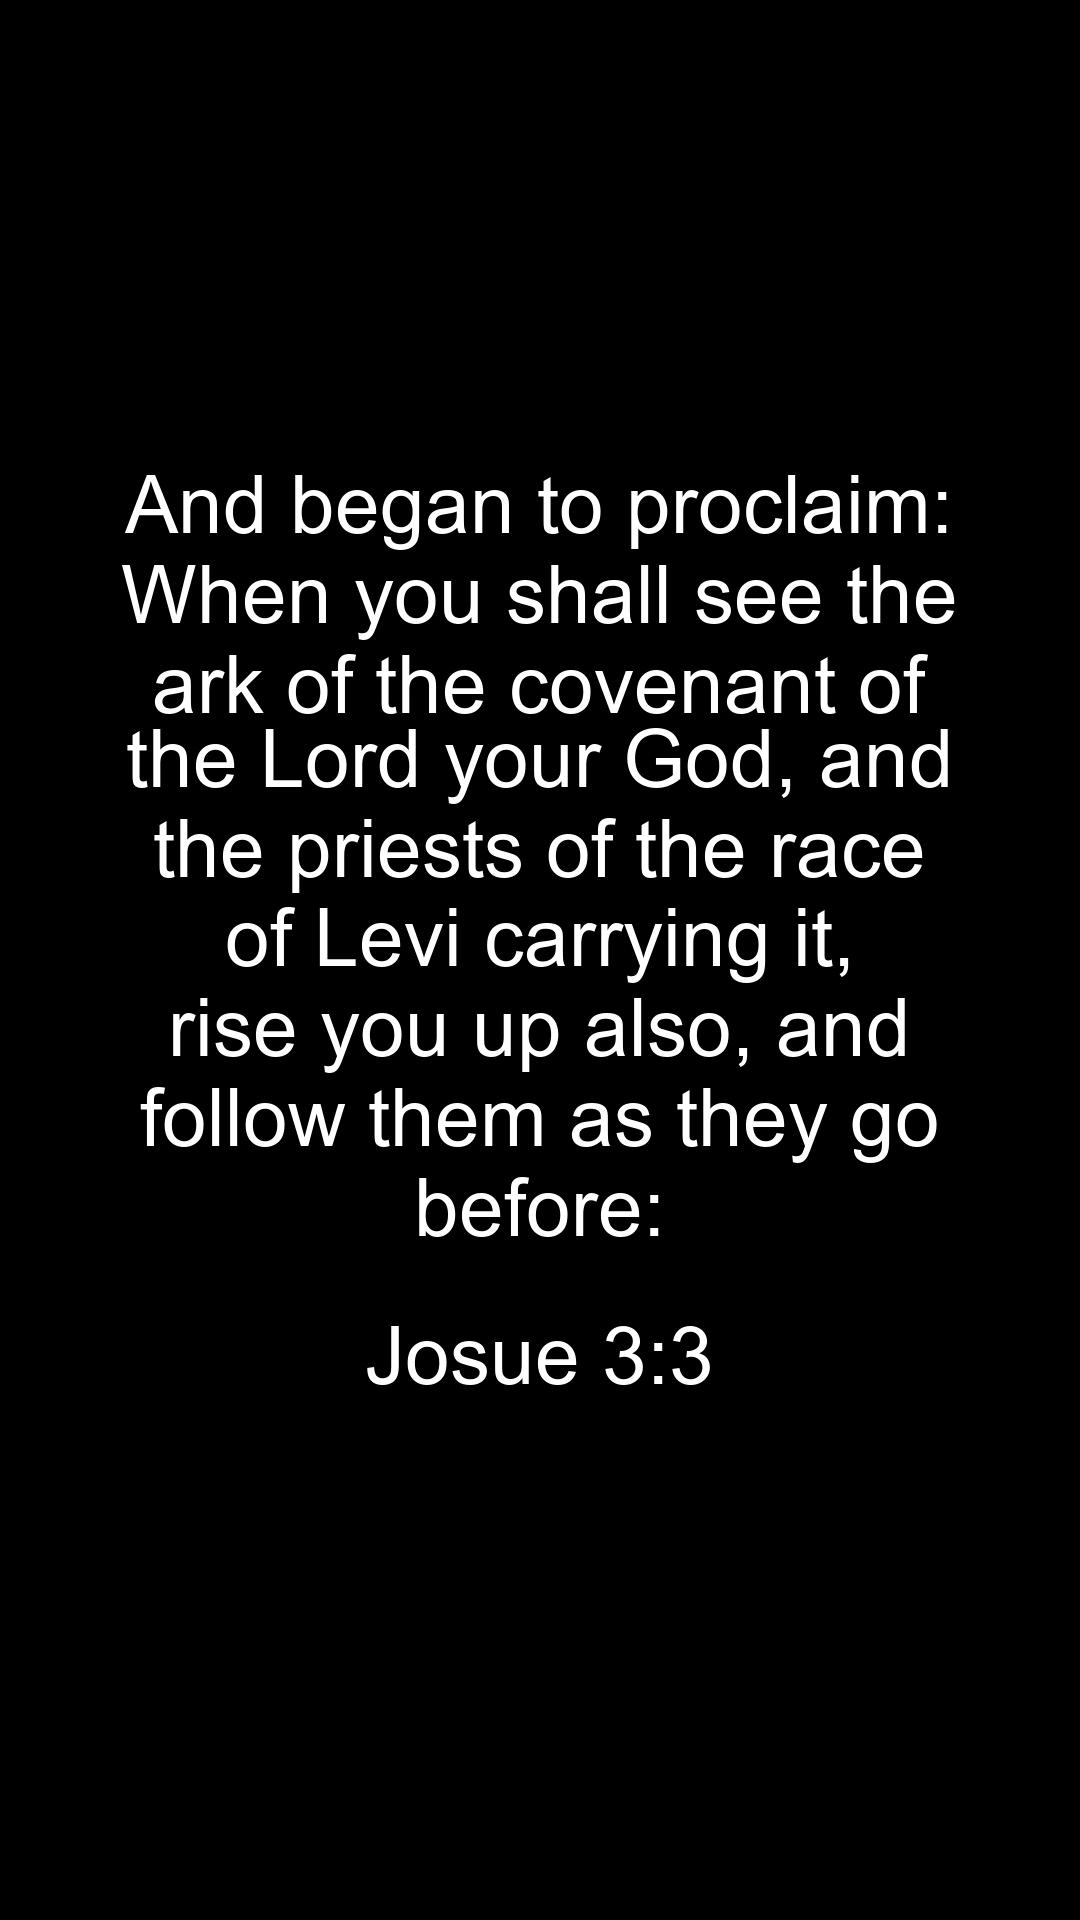 And began to proclaim:
When you shall see the
ark of the covenant of
the Lord your God, and
the priests of the race
of Levi carrying it,
rise you up also, and
follow them as they go
before:
Josue 3:3